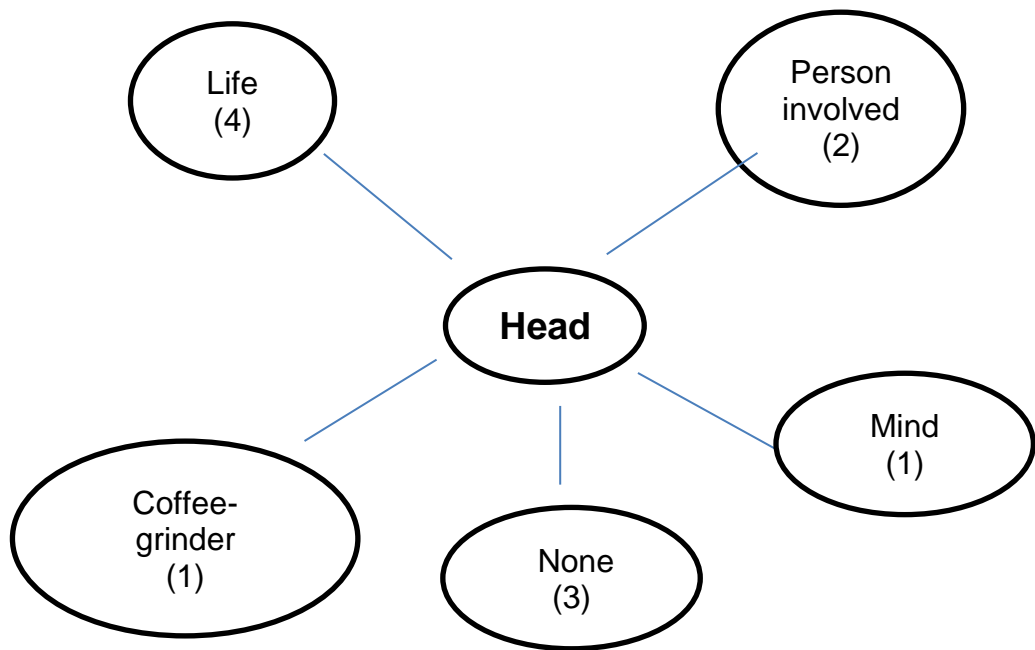 Life
(4)
Person
involved
(2)
Head
Mind
(1)
Coffee-
grinder
(1)
None
(3)